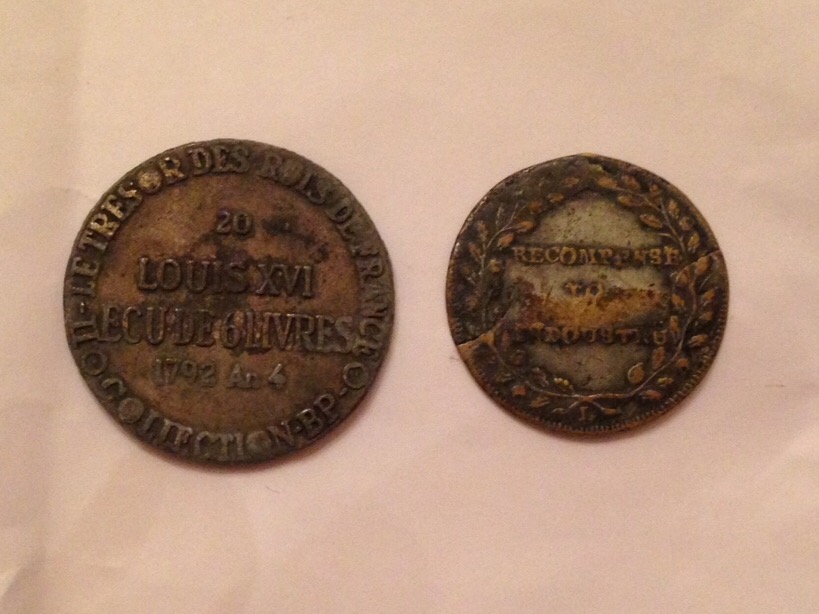 LE TRESOR DES ROIS DE FRANCE
20
LOUIS XVI
ECU DE 6 LIVRES
1792 An 4
COLLECTION-BP-
RECOMPENSE
TO
L